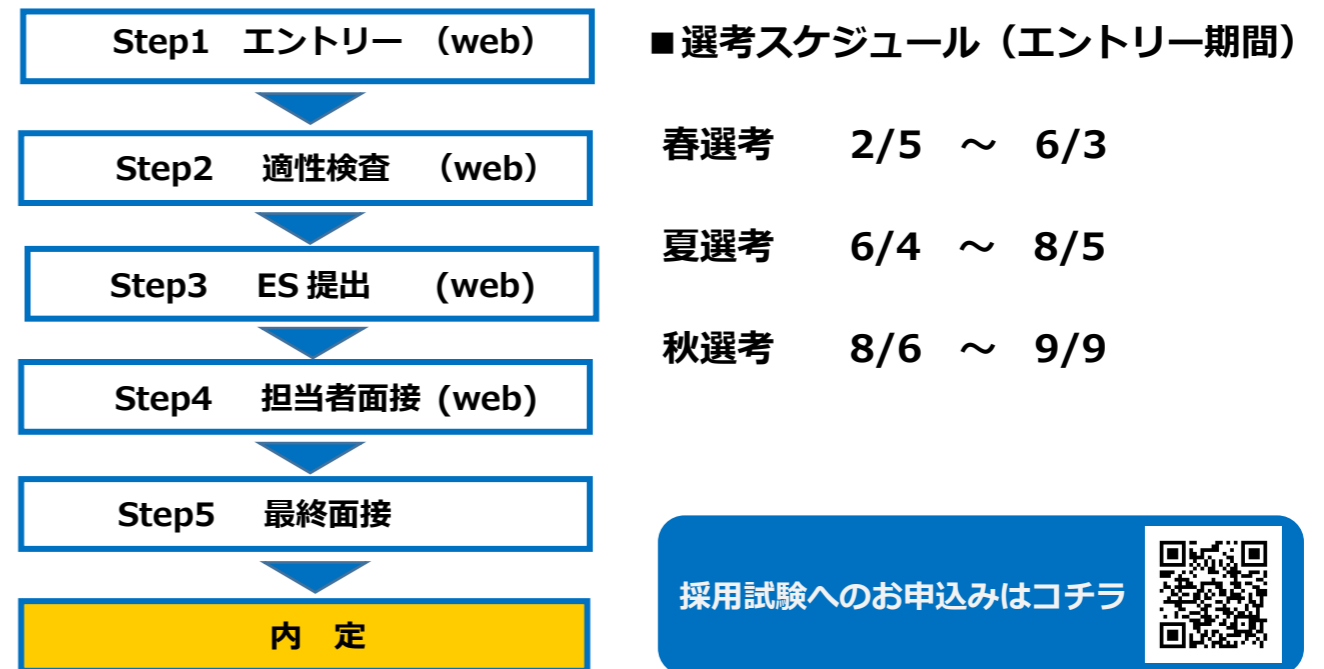 Step1 エントリー （web）
Step2 適性検査 （web）
Step3 ES 提出 (web)
Step4 担当者面接 (web)
Step5 最終面接
内 定
■選考スケジュール（エントリー期間）
春選考 2/5 ～ 6/3
夏選考 6/4 ～ 8/5
秋選考 8/6 ～ 9/9
採用試験へのお申込みはコチラ